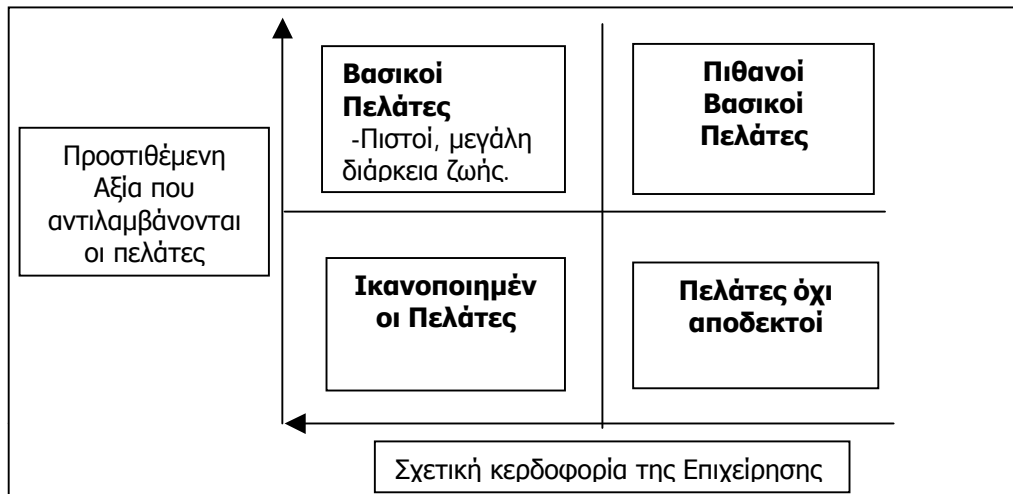 Βασικοί
Πελάτες
-Πιστοί, μεγάλη
διάρκεια ζωής.
Πιθανοί
Βασικοί
Πελάτες
Προστιθέμενη
Αξία που
αντιλαμβάνονται
οι πελάτες
Ικανοποιημέν
οι Πελάτες
Πελάτες όχι
αποδεκτοί
Σχετική κερδοφορία της Επιχείρησης